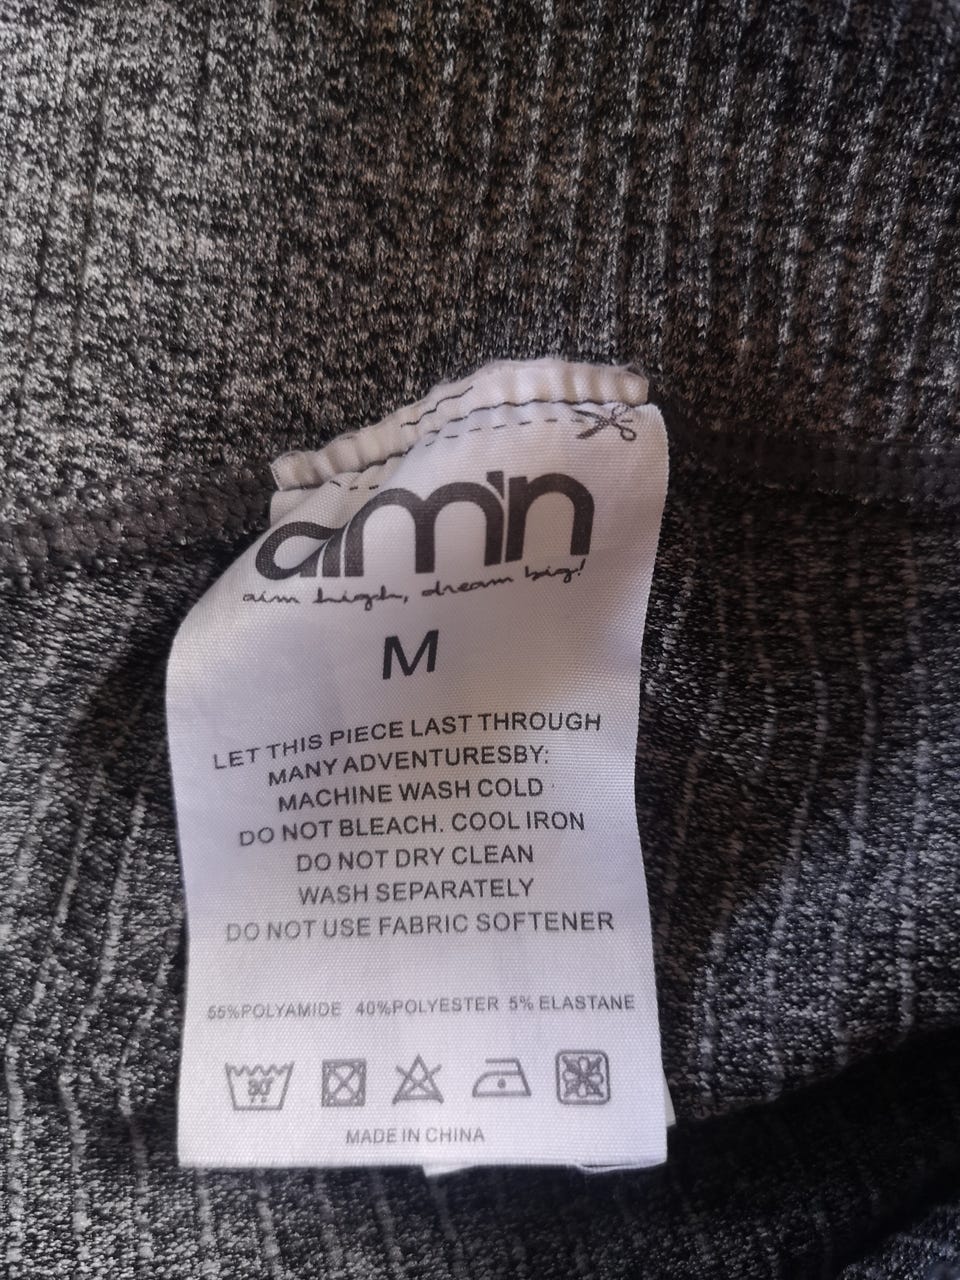 aim'n
aim high, dream big!
M
LET THIS PIECE LAST THROUGH
MANY ADVENTURESBY:
MACHINE WASH COLD
DO NOT BLEACH. COOL IRON
DO NOT DRY CLEAN
WASH SEPARATELY
DO NOT USE FABRIC SOFTENER
55%POLYAMIDE 40%POLYESTER 5% ELASTANE
30°
MADE IN CHINA